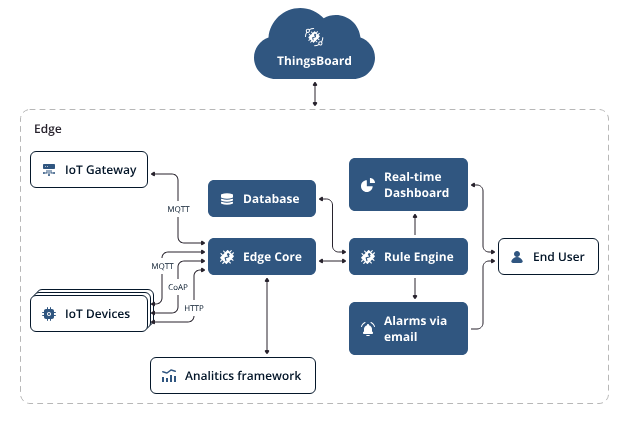 ThingsBoard
Edge
IoT Gateway
Real-time
Dashboard
Database
MQTT
Edge Core
Rule Engine
End User
MQTT
CoAP
HTTP
IoT Devices
Alarms via
email
Analitics framework